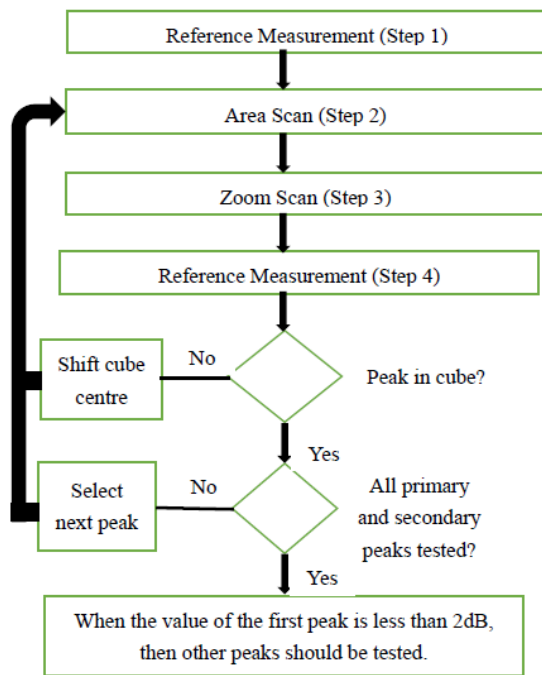 Reference Measurement (Step 1)
Area Scan (Step 2)
Zoom Scan (Step 3)
Reference Measurement (Step 4)
Shift cube
centre
No
Peak in cube?
Yes
Select
next peak
No
All primary
and secondary
peaks tested?
Yes
When the value of the first peak is less than 2dB,
then other peaks should be tested.